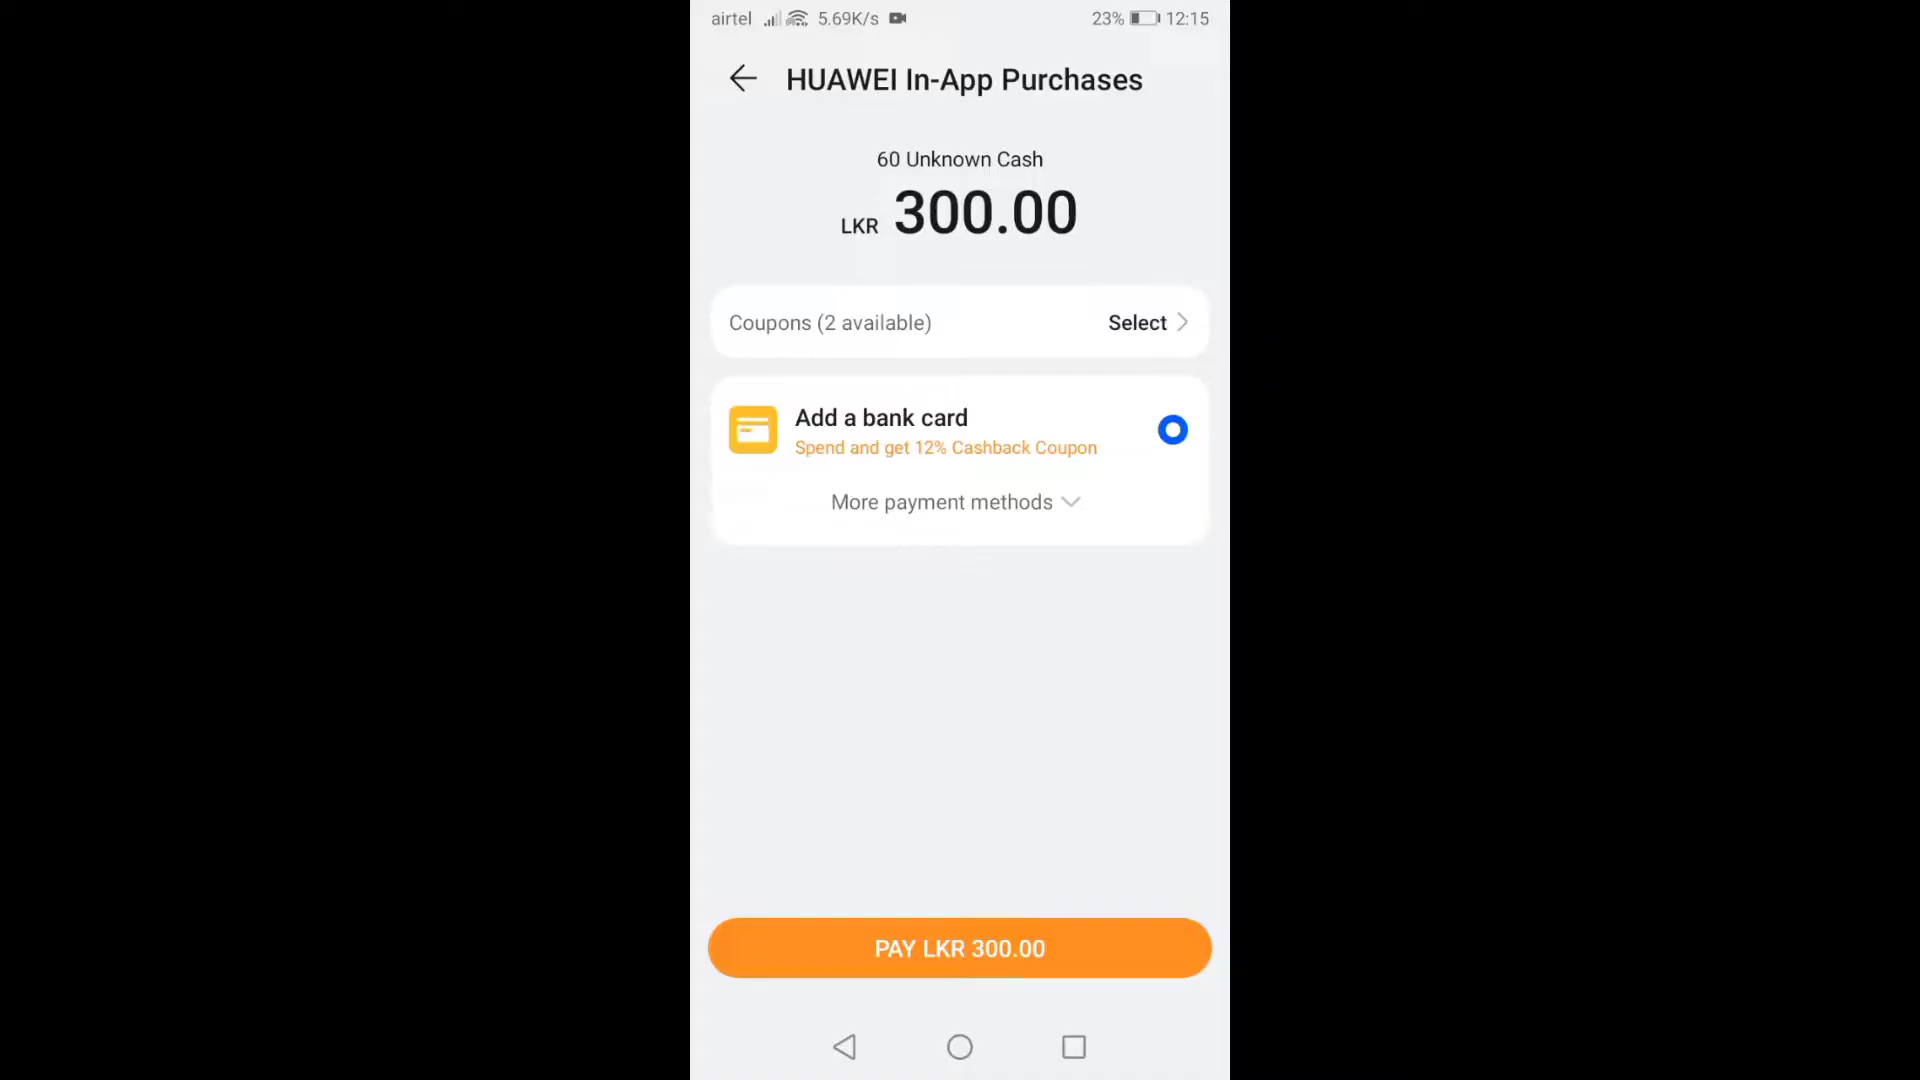 airtel 5.69K/s 23% 12:15
HUAWEI In-App Purchases
60 Unknown Cash
LKR 300.00
Coupons (2 available) Select
Add a bank card
Spend and get 12% Cashback Coupon
More payment methods
PAY LKR 300.00